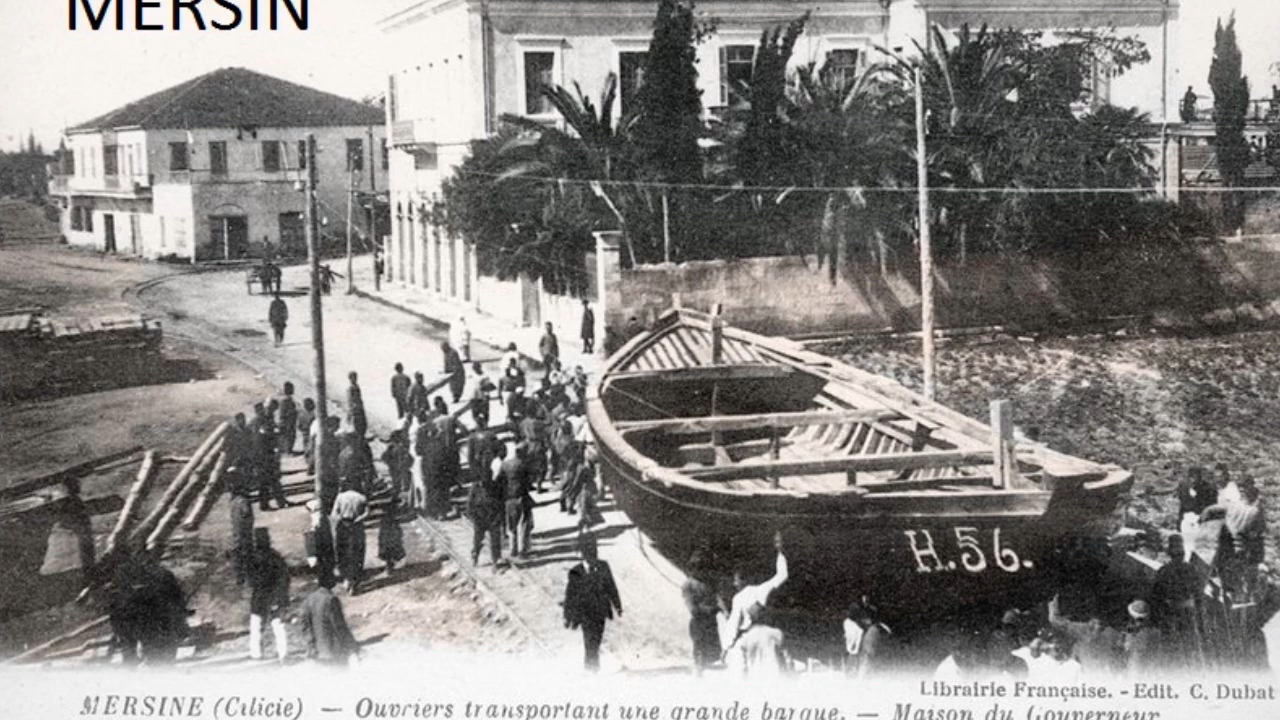 MERSIN
H.56.
Librairie Française. - Edit. C. Dubat
MERSINE (Cilicie) — Ouvriers transportant une grande barque. — Maison du Gouverneur